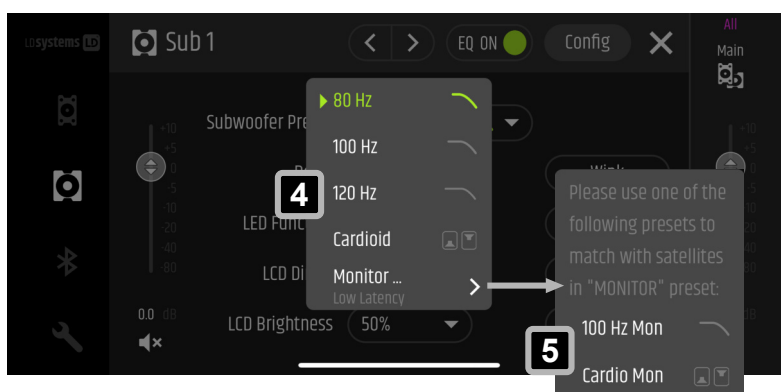 LD systems LD
Sub 1
EQ ON
Config
All
Main
80 Hz
100 Hz
120 Hz
Cardioid
Monitor ...
Low Latency
4
Subwoofer Pre
LED Funct
LCD Di
LCD Brightness
50%
+10
+5
0
-5
-10
-20
-40
-80
0.0 dB
Please use one of the
following presets to
match with satellites
in "MONITOR" preset:
5
100 Hz Mon
Cardio Mon